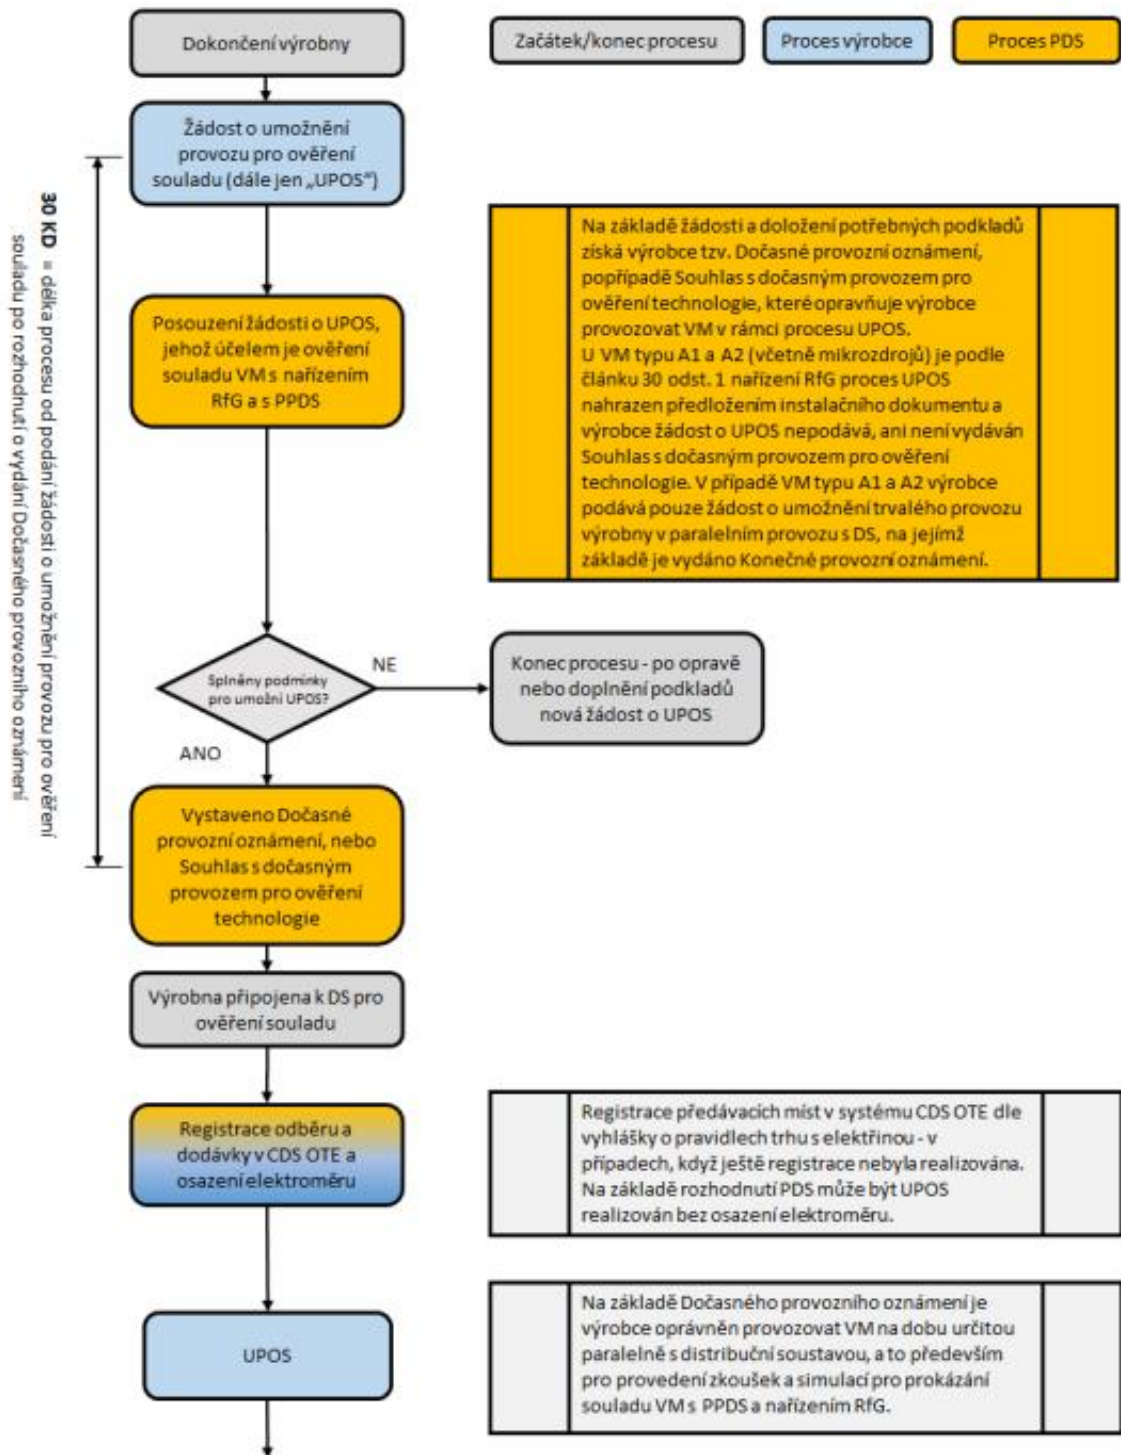 Dokončení výrobny
Začátek/konec procesu
Proces výrobce
Proces PDS
Žádost o umožnění
provozu pro ověření
souladu (dále jen „UPOS“)
30 KD = délka procesu od podání žádosti o umožnění provozu pro ověření
souladu po rozhodnutí o vydání Dočasného provozního oznámení
Posouzení žádosti o UPOS,
jehož účelem je ověření
souladu VM s nařízením
RfG a s PPDS
Na základě žádosti a doložení potřebných podkladů
získá výrobce tzv. Dočasné provozní oznámení,
popřípadě Souhlas s dočasným provozem pro
ověření technologie, které opravňuje výrobce
provozovat VM v rámci procesu UPOS.
U VM typu A1 a A2 (včetně mikrozdrojů) je podle
článku 30 odst. 1 nařízení RfG proces UPOS
nahrazen předložením instalačního dokumentu a
výrobce žádost o UPOS nepodává, ani není vydáván
Souhlas s dočasným provozem pro ověření
technologie. V případě VM typu A1 a A2 výrobce
podává pouze žádost o umožnění trvalého provozu
výrobny v paralelním provozu s DS, na jejímž
základě je vydáno Konečné provozní oznámení.
Splněny podmínky
pro umožní UPOS?
NE
Konec procesu - po opravě
nebo doplnění podkladů
nová žádost o UPOS
ANO
Vystaveno Dočasné
provozní oznámení, nebo
Souhlas s dočasným
provozem pro ověření
technologie
Výrobna připojena k DS pro
ověření souladu
Registrace odběru a
dodávky v CDS OTE a
osazení elektroměru
Registrace předávacích míst v systému CDS OTE dle
vyhlášky o pravidlech trhu s elektřinou - v
případech, když ještě registrace nebyla realizována.
Na základě rozhodnutí PDS může být UPOS
realizován bez osazení elektroměru.
UPOS
Na základě Dočasného provozního oznámení je
výrobce oprávněn provozovat VM na dobu určitou
paralelně s distribuční soustavou, a to především
pro provedení zkoušek a simulací pro prokázání
souladu VM s PPDS a nařízením RfG.